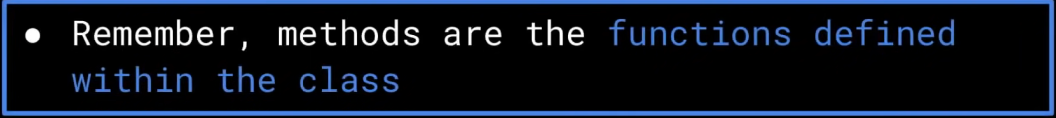 ● Remember, methods are the functions defined
within the class